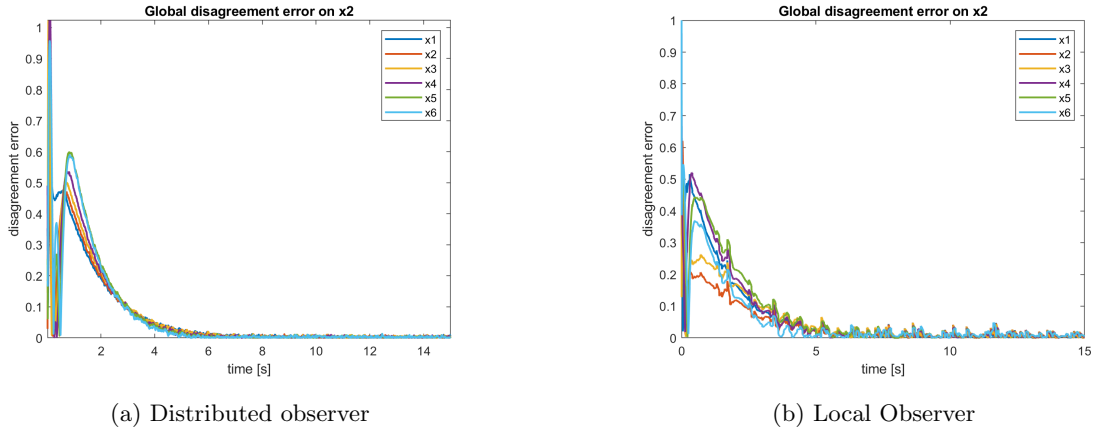 Global disagreement error on x2
1
0.9
0.8
0.7
0.6
0.5
0.4
0.3
0.2
0.1
0
disagreement error
2
4
6
8
10
12
14
time [s]
x1
x2
x3
x4
x5
x6
(a) Distributed observer
Global disagreement error on x2
1
0.9
0.8
0.7
0.6
0.5
0.4
0.3
0.2
0.1
0
disagreement error
0
5
10
15
time [s]
x1
x2
x3
x4
x5
x6
(b) Local Observer